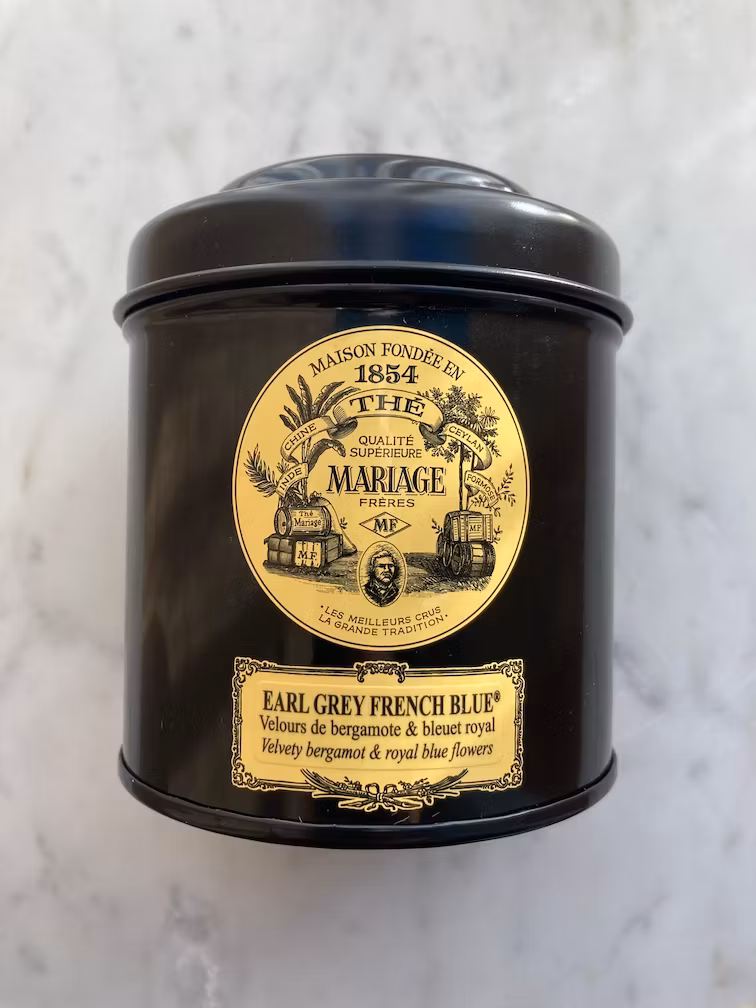 MAISON FONDÉE EN
1854
THÉ
CHINE
CEYLAN
INDE
FORMOSE
QUALITÉ
SUPÉRIEURE
MARIAGE
FRÈRES
MF
Thé
Mariage
M.F.
MF
·LES MEILLEURS CRUS
LA GRANDE TRADITION·
EARL GREY FRENCH BLUE®
Velours de bergamote & bleuet royal
Velvety bergamot & royal blue flowers